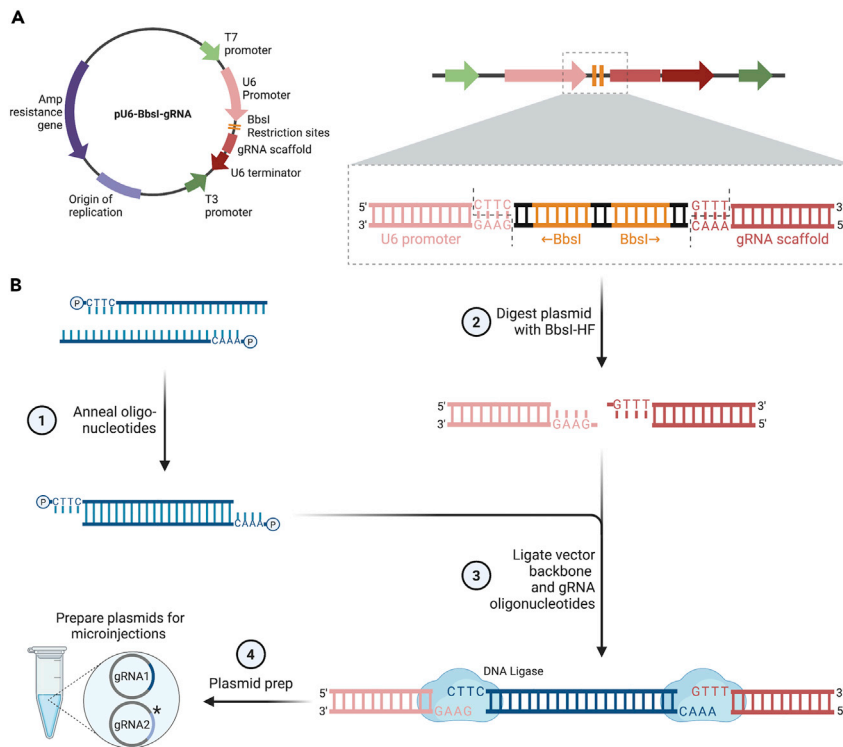 A
T7
promoter
U6
Promoter
BbsI
Restriction sites
gRNA scaffold
U6 terminator
T3
promoter
Origin of
replication
Amp
resistance
gene
pU6-BbsI-gRNA
5'
3'
CTTC
GAAG
GTTT
CAAA
3'
5'
U6 promoter
←BbsI
BbsI→
gRNA scaffold
B
P CTTC
CAAA P
1
Anneal oligo-
nucleotides
P CTTC
CAAA P
2
Digest plasmid
with BbsI-HF
5'
3'
GAAG
GTTT
3'
5'
3
Ligate vector
backbone
and gRNA
oligonucleotides
DNA Ligase
5'
3'
CTTC
GAAG
GTTT
CAAA
3'
5'
4
Plasmid prep
Prepare plasmids for
microinjections
gRNA1
gRNA2
*